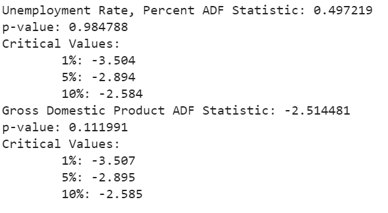 Unemployment Rate, Percent ADF Statistic: 0.497219
p-value: 0.984788
Critical Values:
1%: -3.504
5%: -2.894
10%: -2.584
Gross Domestic Product ADF Statistic: -2.514481
p-value: 0.111991
Critical Values:
1%: -3.507
5%: -2.895
10%: -2.585